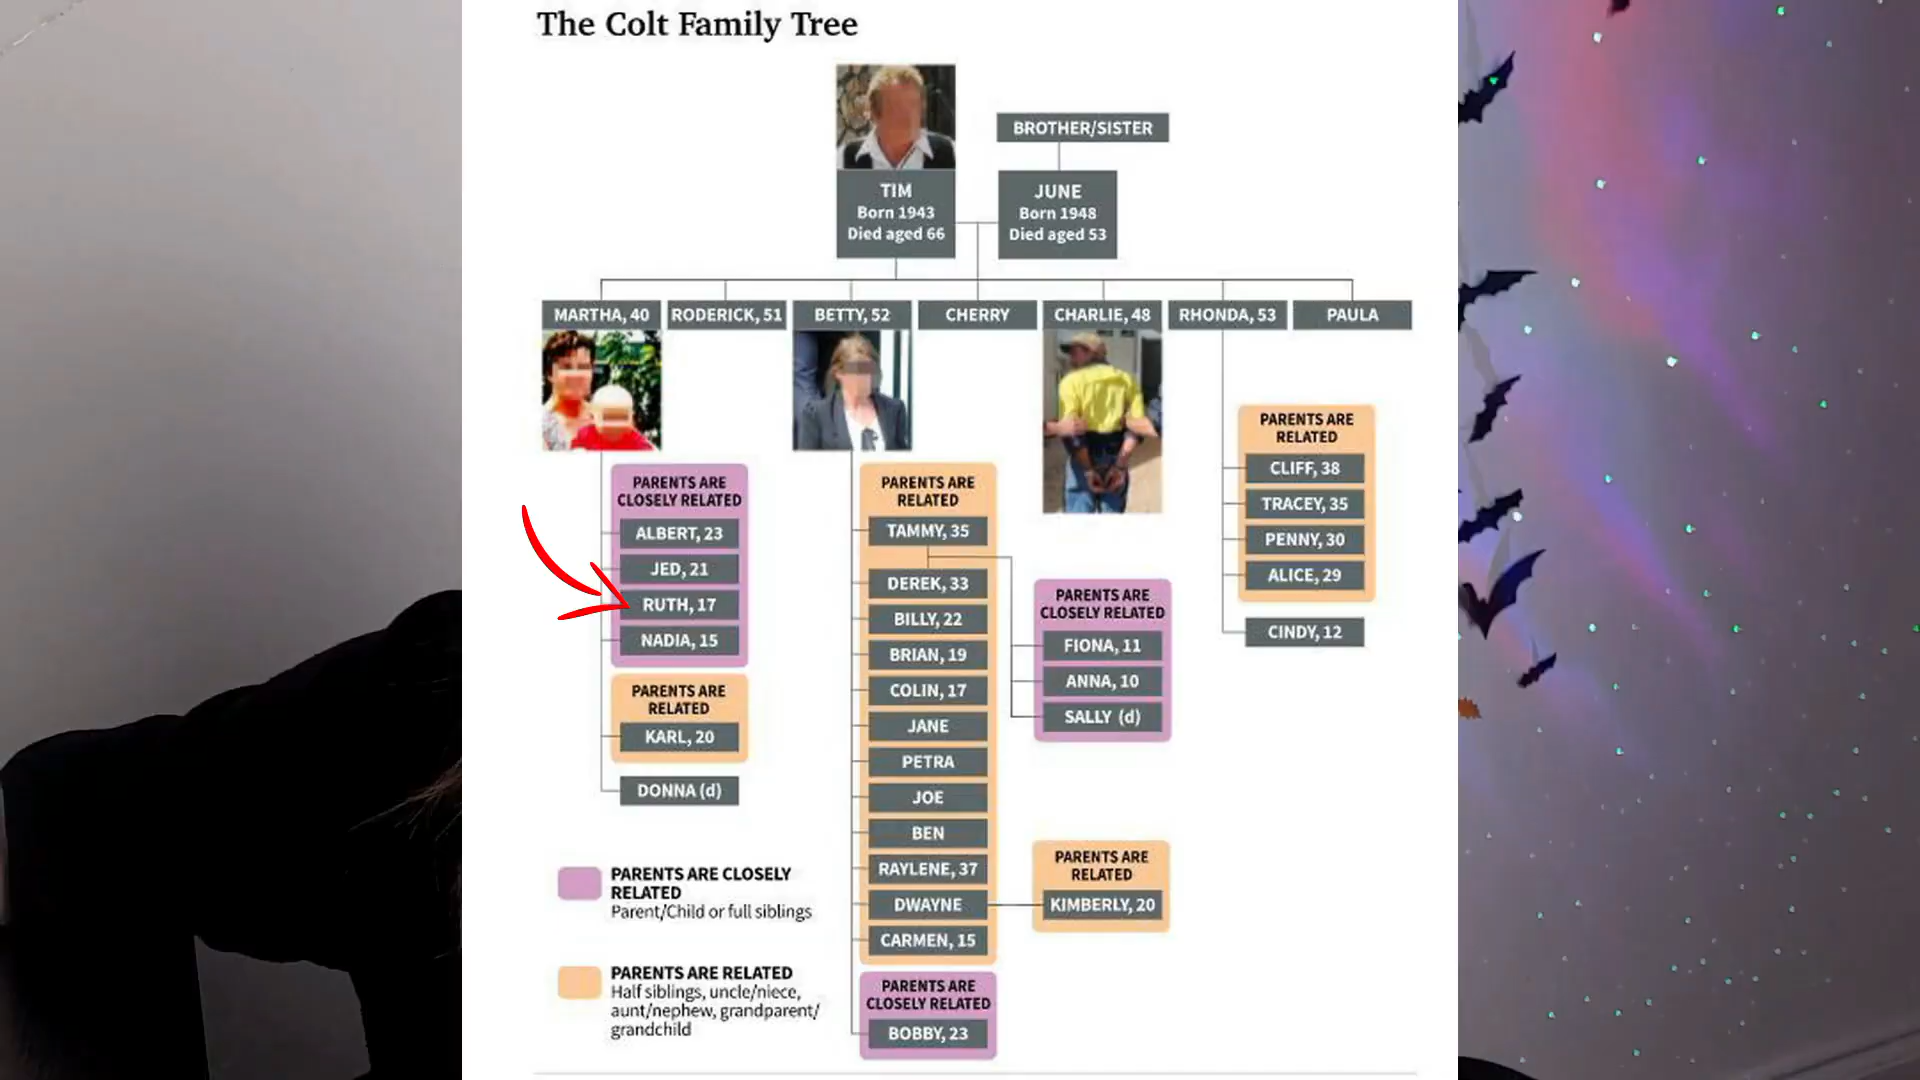 The Colt Family Tree
BROTHER/SISTER
TIM
Born 1943
Died aged 66
JUNE
Born 1948
Died aged 53
MARTHA, 40
RODERICK, 51
BETTY, 52
CHERRY
CHARLIE, 48
RHONDA, 53
PAULA
PARENTS ARE
CLOSELY RELATED
ALBERT, 23
JED, 21
RUTH, 17
NADIA, 15
PARENTS ARE
RELATED
KARL, 20
DONNA (d)
PARENTS ARE
RELATED
TAMMY, 35
DEREK, 33
BILLY, 22
BRIAN, 19
COLIN, 17
JANE
PETRA
JOE
BEN
RAYLENE, 37
DWAYNE
CARMEN, 15
PARENTS ARE
CLOSELY RELATED
BOBBY, 23
PARENTS ARE
CLOSELY RELATED
FIONA, 11
ANNA, 10
SALLY (d)
PARENTS ARE
RELATED
KIMBERLY, 20
PARENTS ARE
RELATED
CLIFF, 38
TRACEY, 35
PENNY, 30
ALICE, 29
CINDY, 12
PARENTS ARE CLOSELY
RELATED
Parent/Child or full siblings
PARENTS ARE RELATED
Half siblings, uncle/niece,
aunt/nephew, grandparent/
grandchild